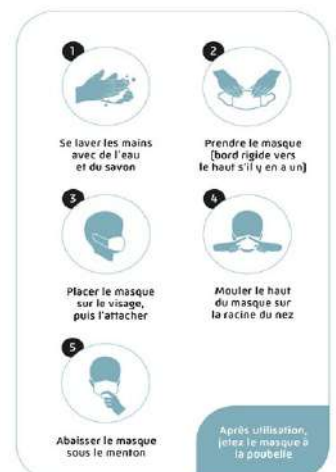 1
Se laver les mains
avec de l'eau
et du savon
2
Prendre le masque
(bord rigide vers
le haut s'il y en a un)
3
Placer le masque
sur le visage,
puis l'attacher
4
Mouler le haut
du masque sur
la racine du nez
5
Abaisser le masque
sous le menton
Après utilisation,
jetez le masque à
la poubelle